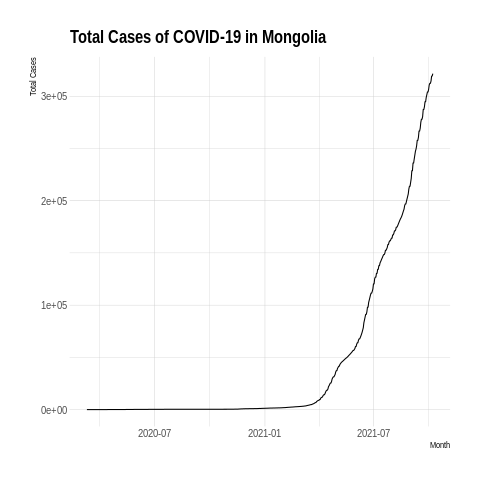 Total Cases of COVID-19 in Mongolia
Total Cases
3e+05
2e+05
1e+05
0e+00
2020-07 2021-01 2021-07
Month